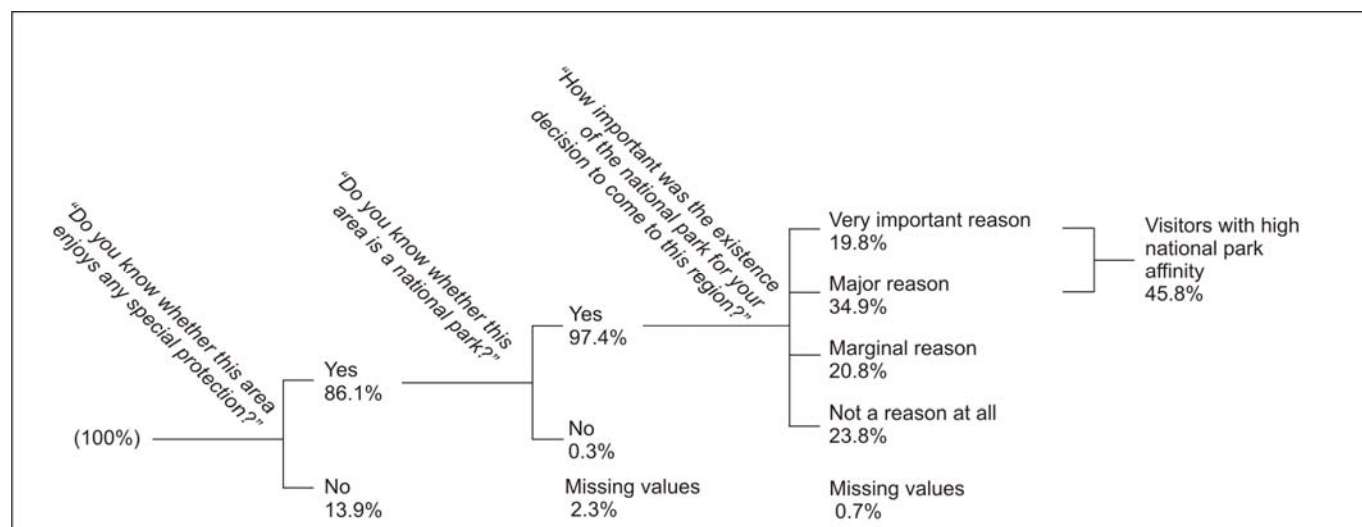 (100%)
“Do you know whether this area
enjoys any special protection?”
Yes
86.1%
No
13.9%
“Do you know whether this
area is a national park?”
Yes
97.4%
No
0.3%
Missing values
2.3%
“How important was the existence
of the national park for your
decision to come to this region?”
Very important reason
19.8%
Major reason
34.9%
Marginal reason
20.8%
Not a reason at all
23.8%
Missing values
0.7%
Visitors with high
national park
affinity
45.8%